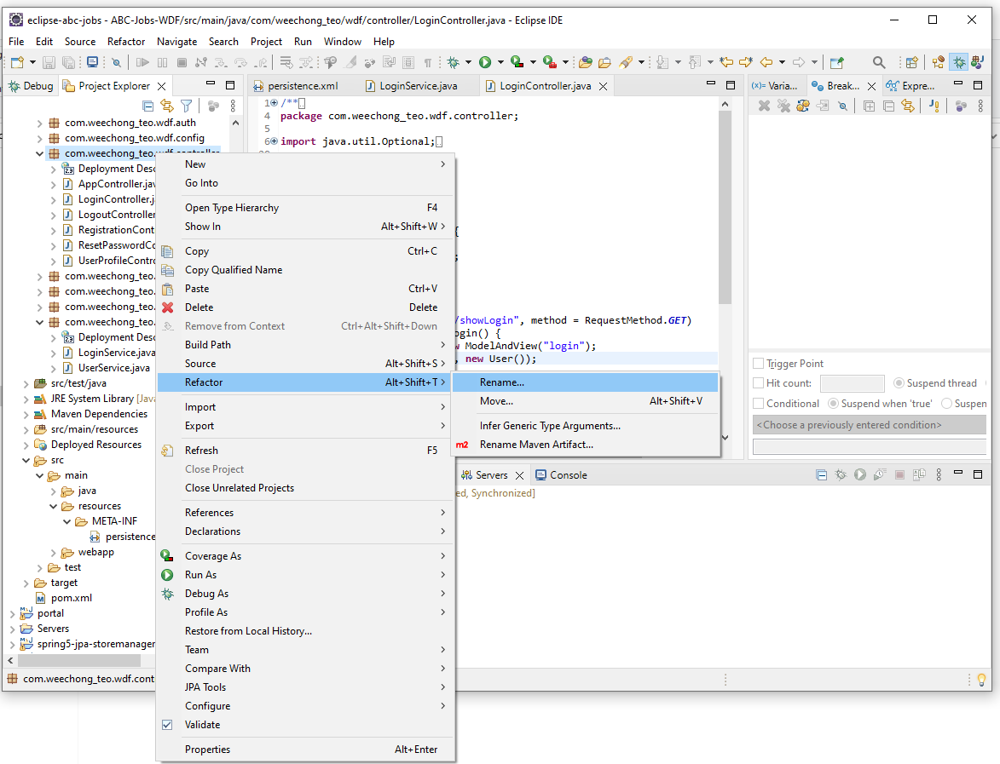 eclipse-abc-jobs - ABC-Jobs-WDF/src/main/java/com/weechong_teo/wdf/controller/LoginController.java - Eclipse IDE
File Edit Source Refactor Navigate Search Project Run Window Help
Debug Project Explorer
persistence.xml LoginService.java LoginController.java
(x)= Varia... Break... Expre...
com.weechong_teo.wdf.auth
com.weechong_teo.wdf.config
com.weechong_teo.wdf.controller
Deployment Desc
AppController.jav
LoginController.j
LogoutController
RegistrationCont
ResetPasswordCo
UserProfileContro
com.weechong_teo.
com.weechong_teo.
com.weechong_teo.
com.weechong_teo.
Deployment Desc
LoginService.java
UserService.java
src/test/java
JRE System Library [Java
Maven Dependencies
src/main/resources
Deployed Resources
src
main
java
resources
META-INF
persistence
webapp
test
target
pom.xml
portal
Servers
spring5-jpa-storemanager
com.weechong_teo.wdf.cont
1 /**
4 package com.weechong_teo.wdf.controller;
5
6 import java.util.Optional;
{
;
/showLogin", method = RequestMethod.GET)
ogin() {
w ModelAndView("login");
, new User());
New
Go Into
Open Type Hierarchy F4
Show In Alt+Shift+W
Copy Ctrl+C
Copy Qualified Name
Paste Ctrl+V
Delete Delete
Remove from Context Ctrl+Alt+Shift+Down
Build Path
Source Alt+Shift+S
Refactor Alt+Shift+T
Import
Export
Refresh F5
Close Project
Close Unrelated Projects
References
Declarations
Coverage As
Run As
Debug As
Profile As
Restore from Local History...
Team
Compare With
JPA Tools
Configure
Validate
Properties Alt+Enter
Rename...
Move... Alt+Shift+V
Infer Generic Type Arguments...
m2 Rename Maven Artifact...
Trigger Point
Hit count: Suspend thread
Conditional Suspend when 'true' Suspen
<Choose a previously entered condition>
Servers Console
ed, Synchronized]